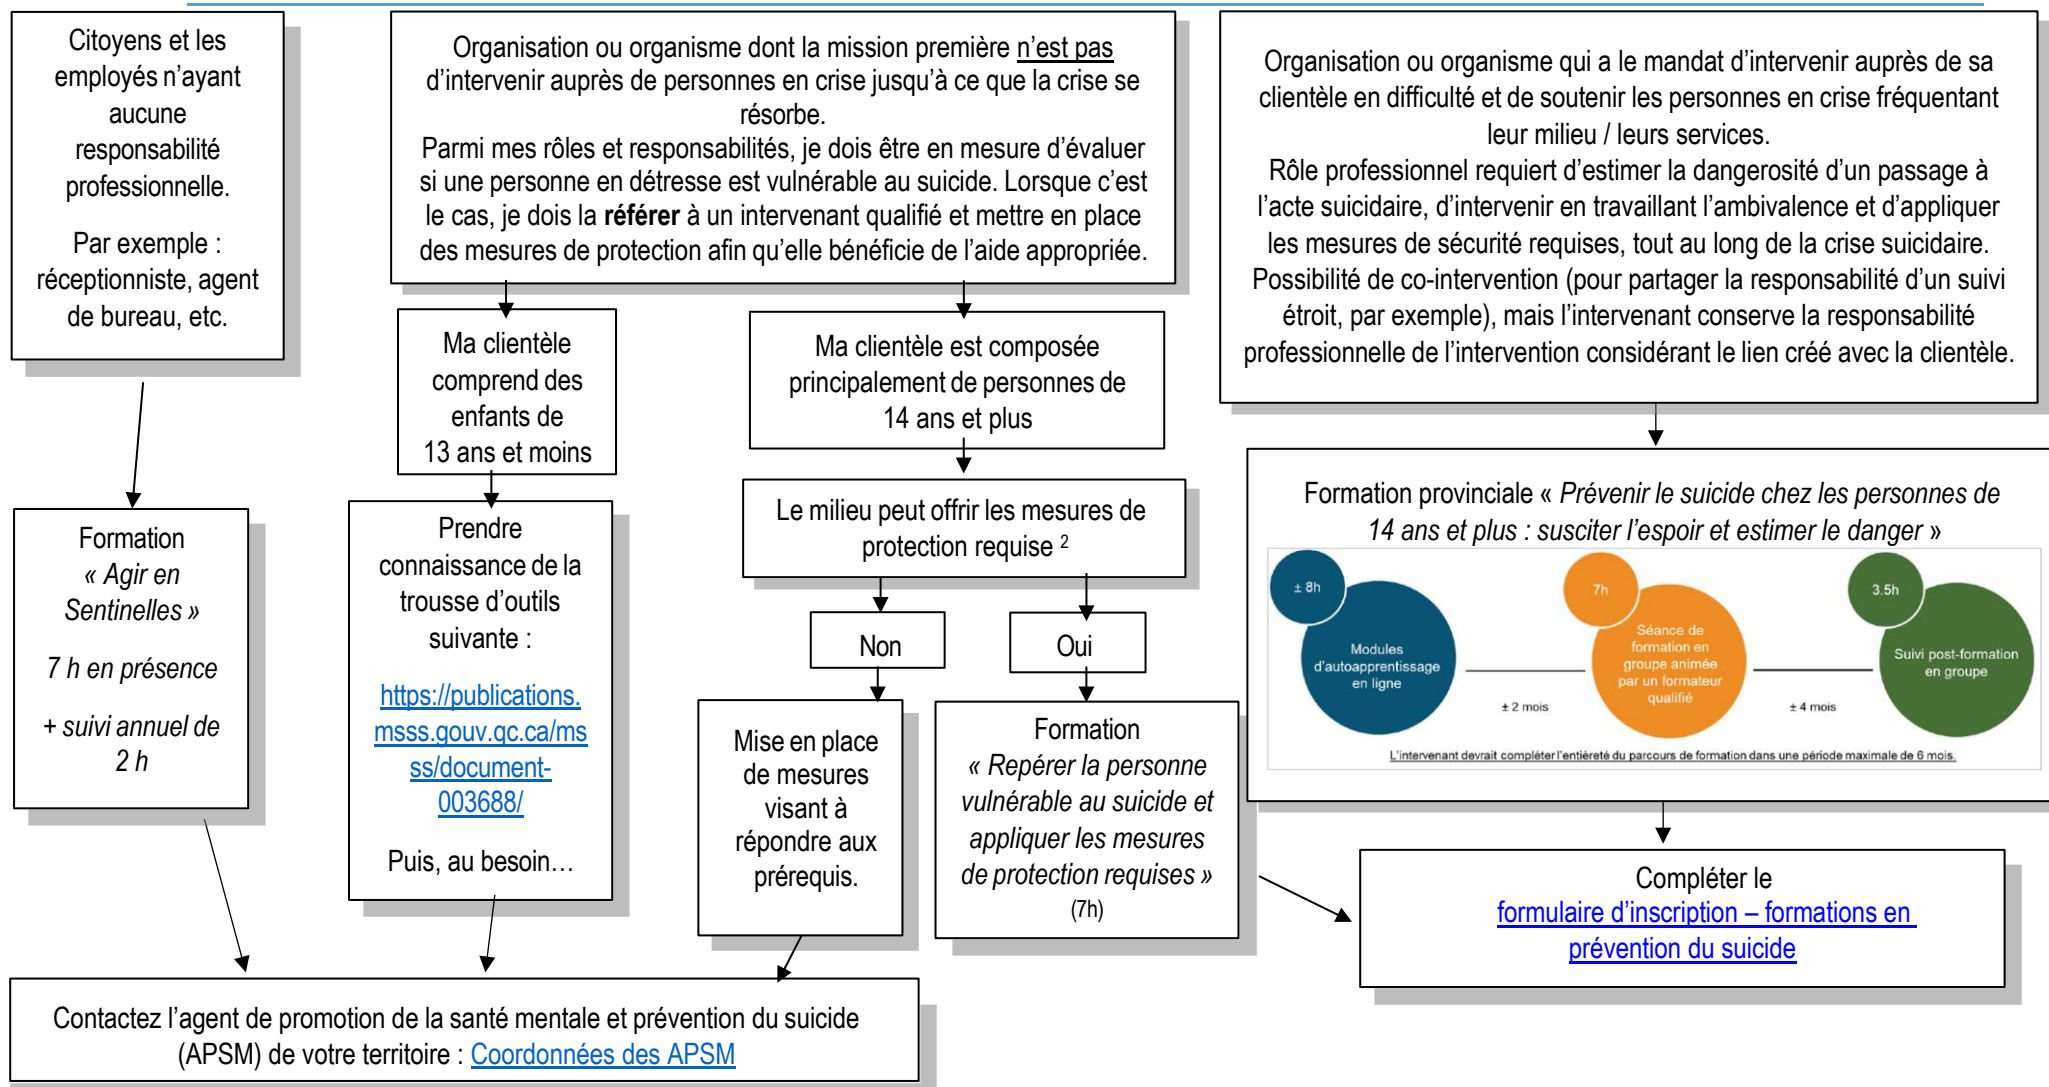 Citoyens et les
employés n’ayant
aucune
responsabilité
professionnelle.
Par exemple :
réceptionniste, agent
de bureau, etc.
Organisation ou organisme dont la mission première n’est pas
d’intervenir auprès de personnes en crise jusqu’à ce que la crise se
résorbe.
Parmi mes rôles et responsabilités, je dois être en mesure d’évaluer
si une personne en détresse est vulnérable au suicide. Lorsque c’est
le cas, je dois la référer à un intervenant qualifié et mettre en place
des mesures de protection afin qu’elle bénéficie de l’aide appropriée.
Organisation ou organisme qui a le mandat d’intervenir auprès de sa
clientèle en difficulté et de soutenir les personnes en crise fréquentant
leur milieu / leurs services.
Rôle professionnel requiert d’estimer la dangerosité d’un passage à
l’acte suicidaire, d’intervenir en travaillant l’ambivalence et d’appliquer
les mesures de sécurité requises, tout au long de la crise suicidaire.
Possibilité de co-intervention (pour partager la responsabilité d’un suivi
étroit, par exemple), mais l’intervenant conserve la responsabilité
professionnelle de l’intervention considérant le lien créé avec la clientèle.
Ma clientèle
comprend des
enfants de
13 ans et moins
Ma clientèle est composée
principalement de personnes de
14 ans et plus
Le milieu peut offrir les mesures de
protection requise 2
Non
Oui
Formation
« Agir en
Sentinelles »
7 h en présence
+ suivi annuel de
2 h
Prendre
connaissance de la
trousse d’outils
suivante :
https://publications.
msss.gouv.qc.ca/ms
ss/document-
003688/
Puis, au besoin…
Mise en place
de mesures
visant à
répondre aux
prérequis.
Formation
« Repérer la personne
vulnérable au suicide et
appliquer les mesures
de protection requises »
(7h)
Formation provinciale « Prévenir le suicide chez les personnes de
14 ans et plus : susciter l’espoir et estimer le danger »
± 8h
Modules
d'autoapprentissage
en ligne
± 2 mois
7h
Séance de
formation en
groupe animée
par un formateur
qualifié
± 4 mois
3.5h
Suivi post-formation
en groupe
L'intervenant devrait compléter l'entièreté du parcours de formation dans une période maximale de 6 mois.
Compléter le
formulaire d’inscription – formations en
prévention du suicide
Contactez l’agent de promotion de la santé mentale et prévention du suicide
(APSM) de votre territoire : Coordonnées des APSM